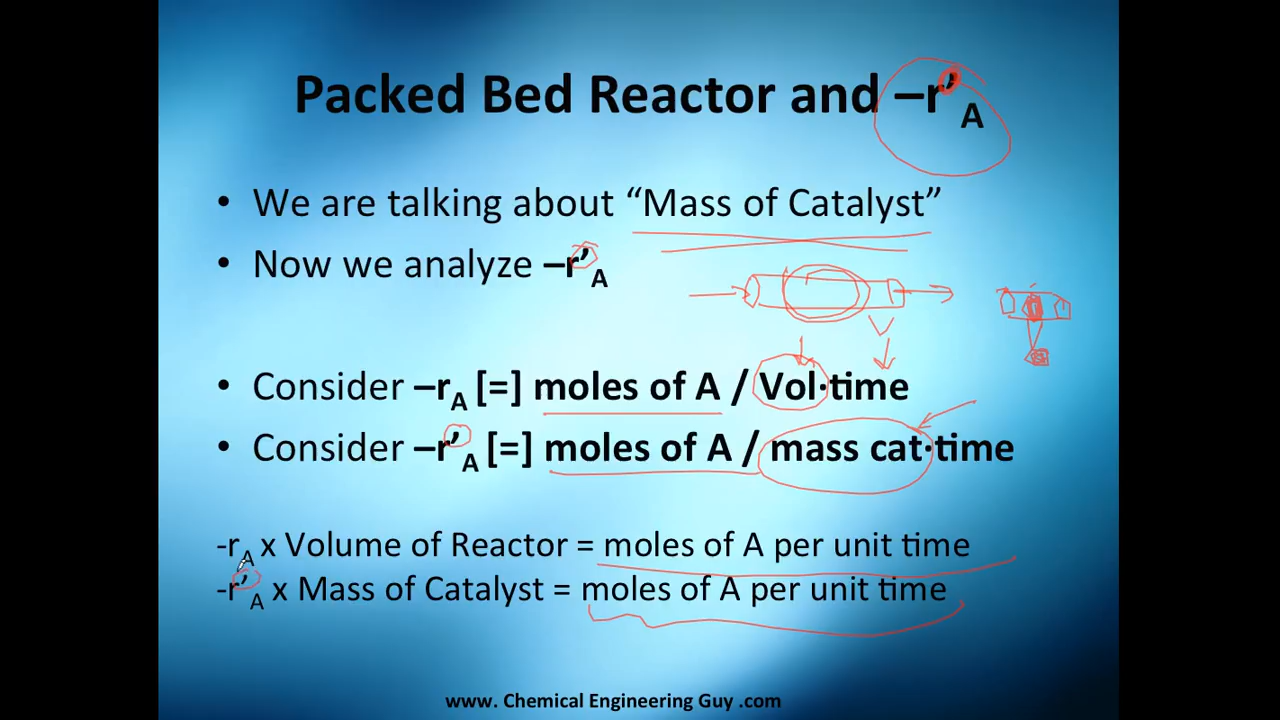 Packed Bed Reactor and –r’A
• We are talking about “Mass of Catalyst”
• Now we analyze –r’A
• Consider –rA [=] moles of A / Vol·time
• Consider –r’A [=] moles of A / mass cat·time
-rA x Volume of Reactor = moles of A per unit time
-r’A x Mass of Catalyst = moles of A per unit time
www. Chemical Engineering Guy .com